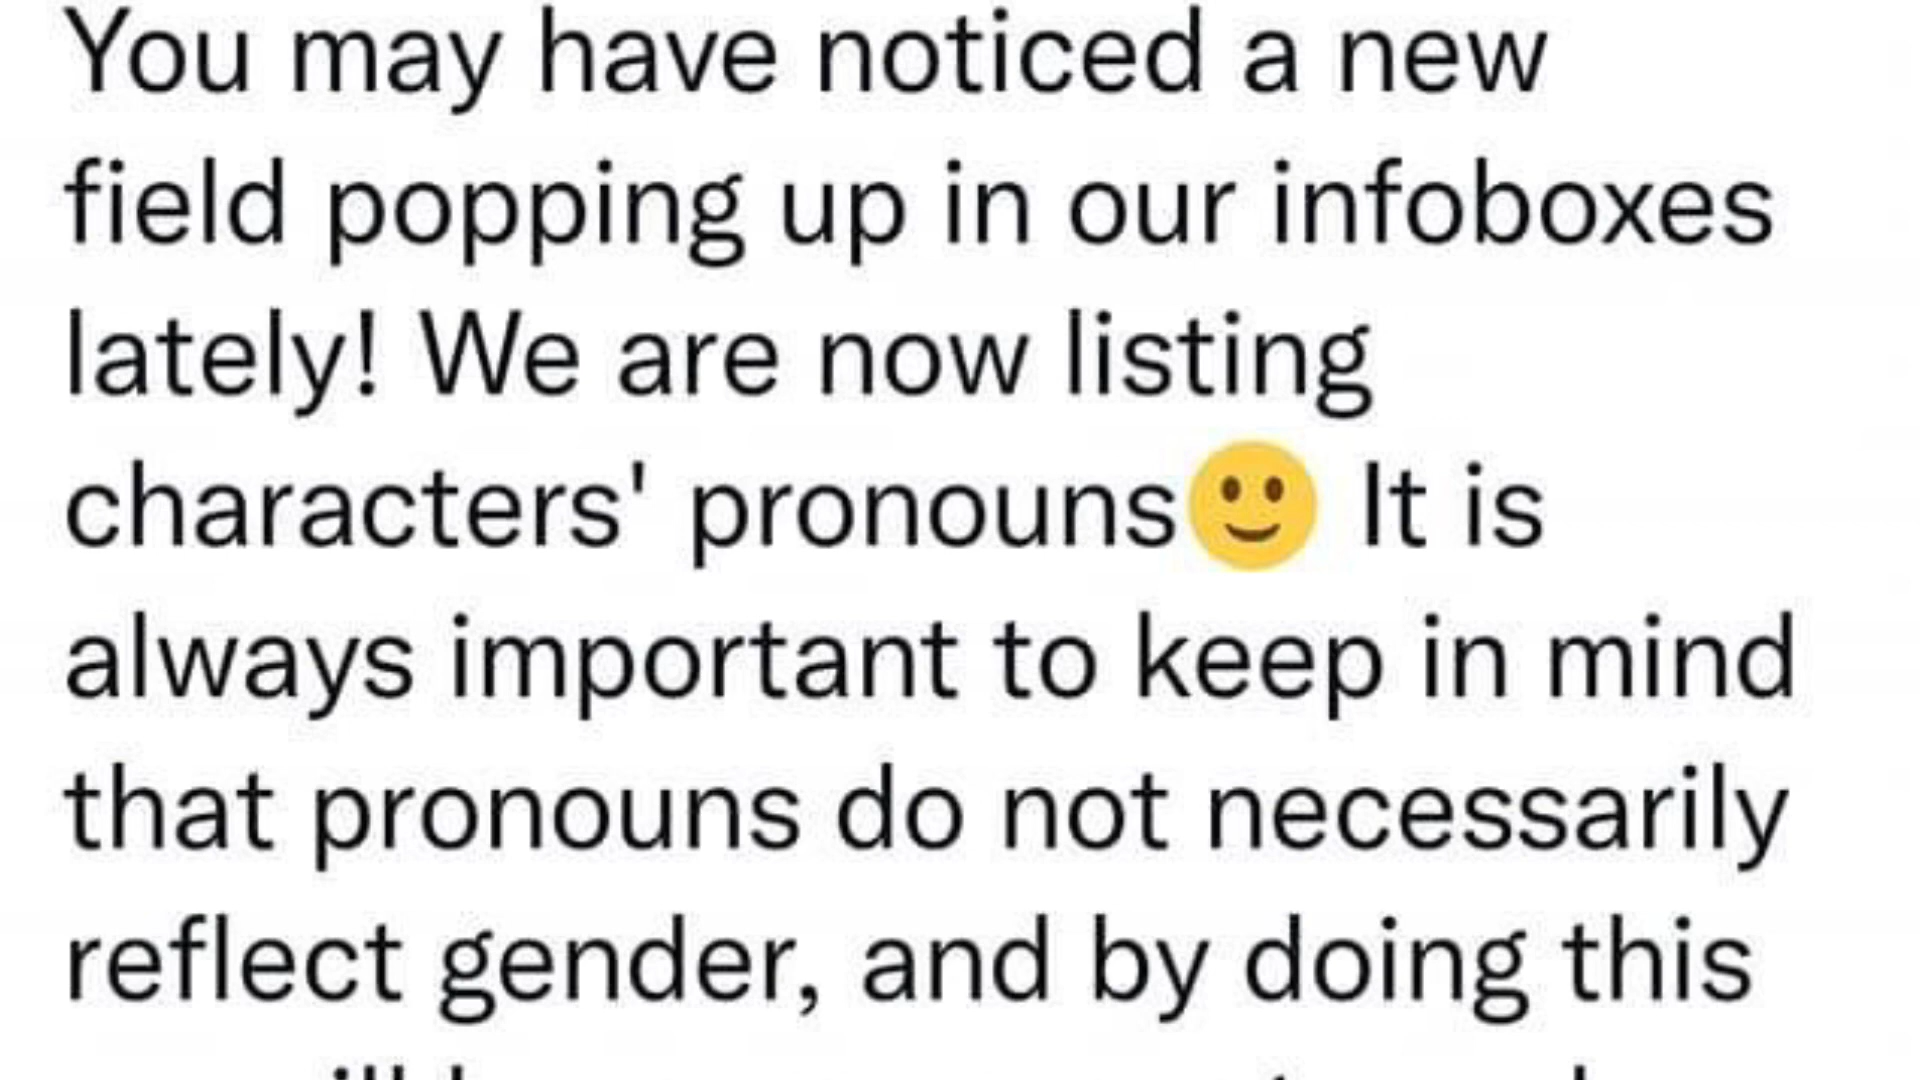 You may have noticed a new
field popping up in our infoboxes
lately! We are now listing
characters' pronouns🙂 It is
always important to keep in mind
that pronouns do not necessarily
reflect gender, and by doing this